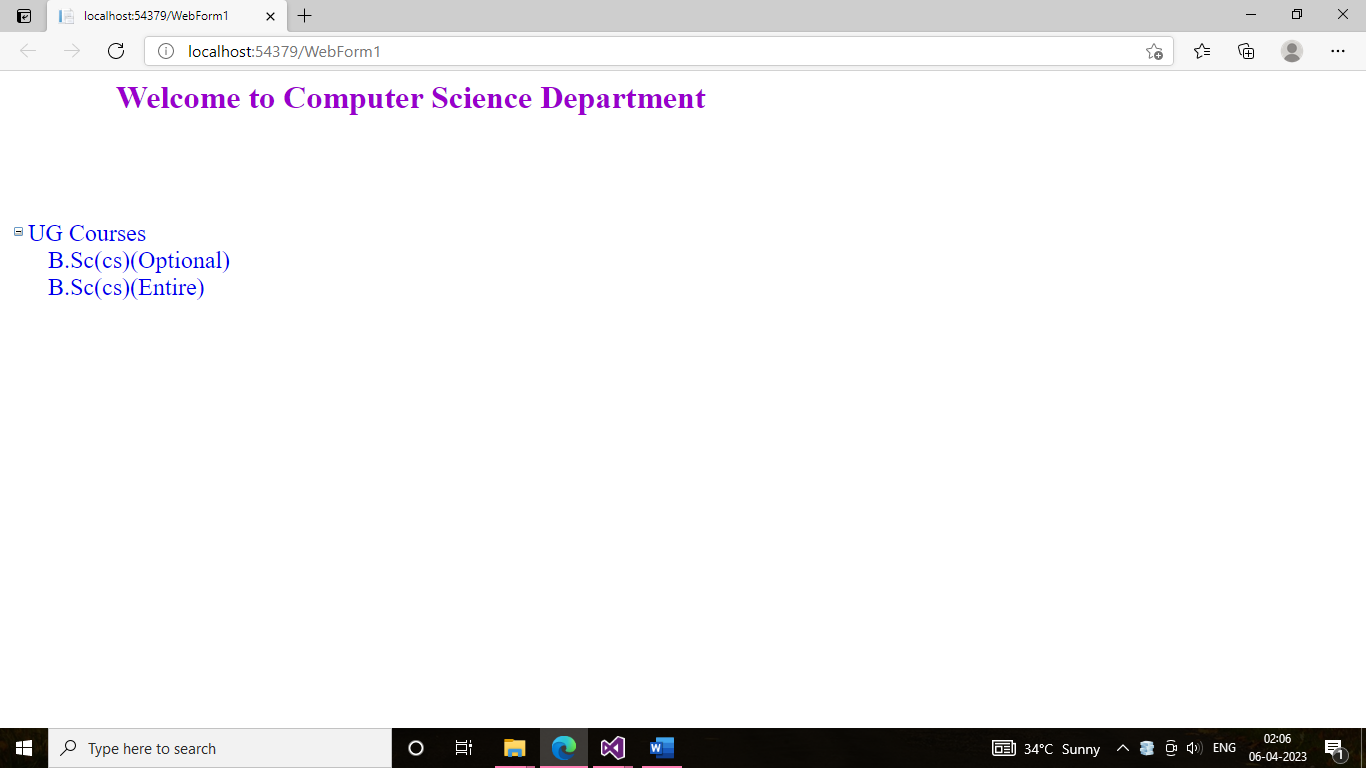 localhost:54379/WebForm1
localhost:54379/WebForm1
Welcome to Computer Science Department
UG Courses
B.Sc(cs)(Optional)
B.Sc(cs)(Entire)
Type here to search
34°C Sunny
ENG
02:06
06-04-2023
1